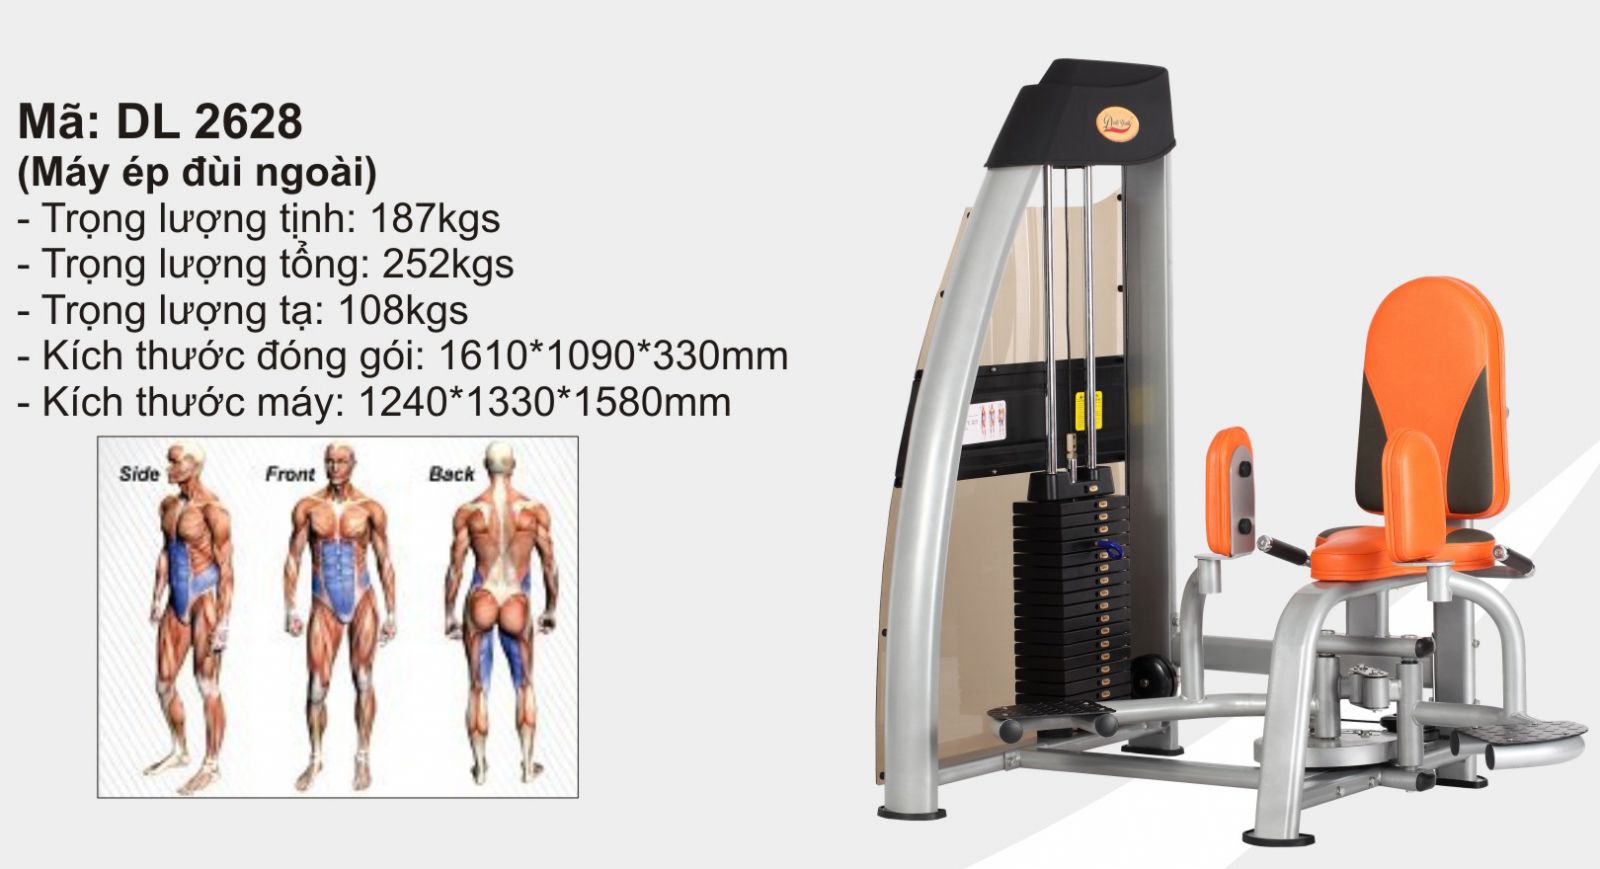 Mã: DL 2628
(Máy ép đùi ngoài)
- Trọng lượng tịnh: 187kgs
- Trọng lượng tổng: 252kgs
- Trọng lượng tạ: 108kgs
- Kích thước đóng gói: 1610*1090*330mm
- Kích thước máy: 1240*1330*1580mm
Side Front Back